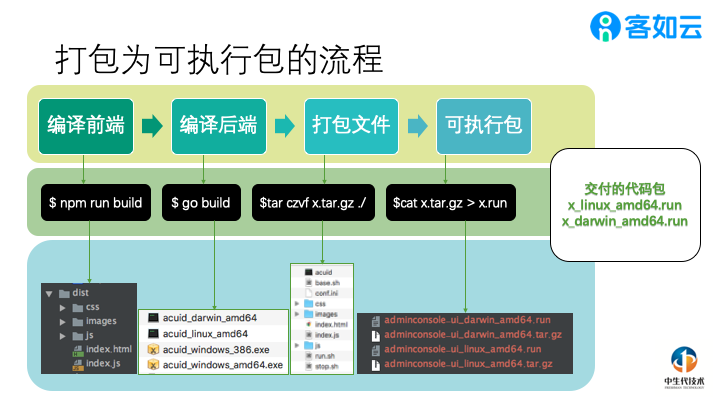 客如云
打包为可执行包的流程
编译前端
编译后端
打包文件
可执行包
$ npm run build
$ go build
$tar czvf x.tar.gz ./
$cat x.tar.gz > x.run
交付的代码包
x_linux_amd64.run
x_darwin_amd64.run
dist
css
images
js
index.html
index.js
acuid_darwin_amd64
acuid_linux_amd64
acuid_windows_386.exe
acuid_windows_amd64.exe
acuid
base.sh
conf.ini
css
images
index.html
index.js
js
run.sh
stop.sh
adminconsole-ui_darwin_amd64.run
adminconsole-ui_darwin_amd64.tar.gz
adminconsole-ui_linux_amd64.run
adminconsole-ui_linux_amd64.tar.gz
中生代技术